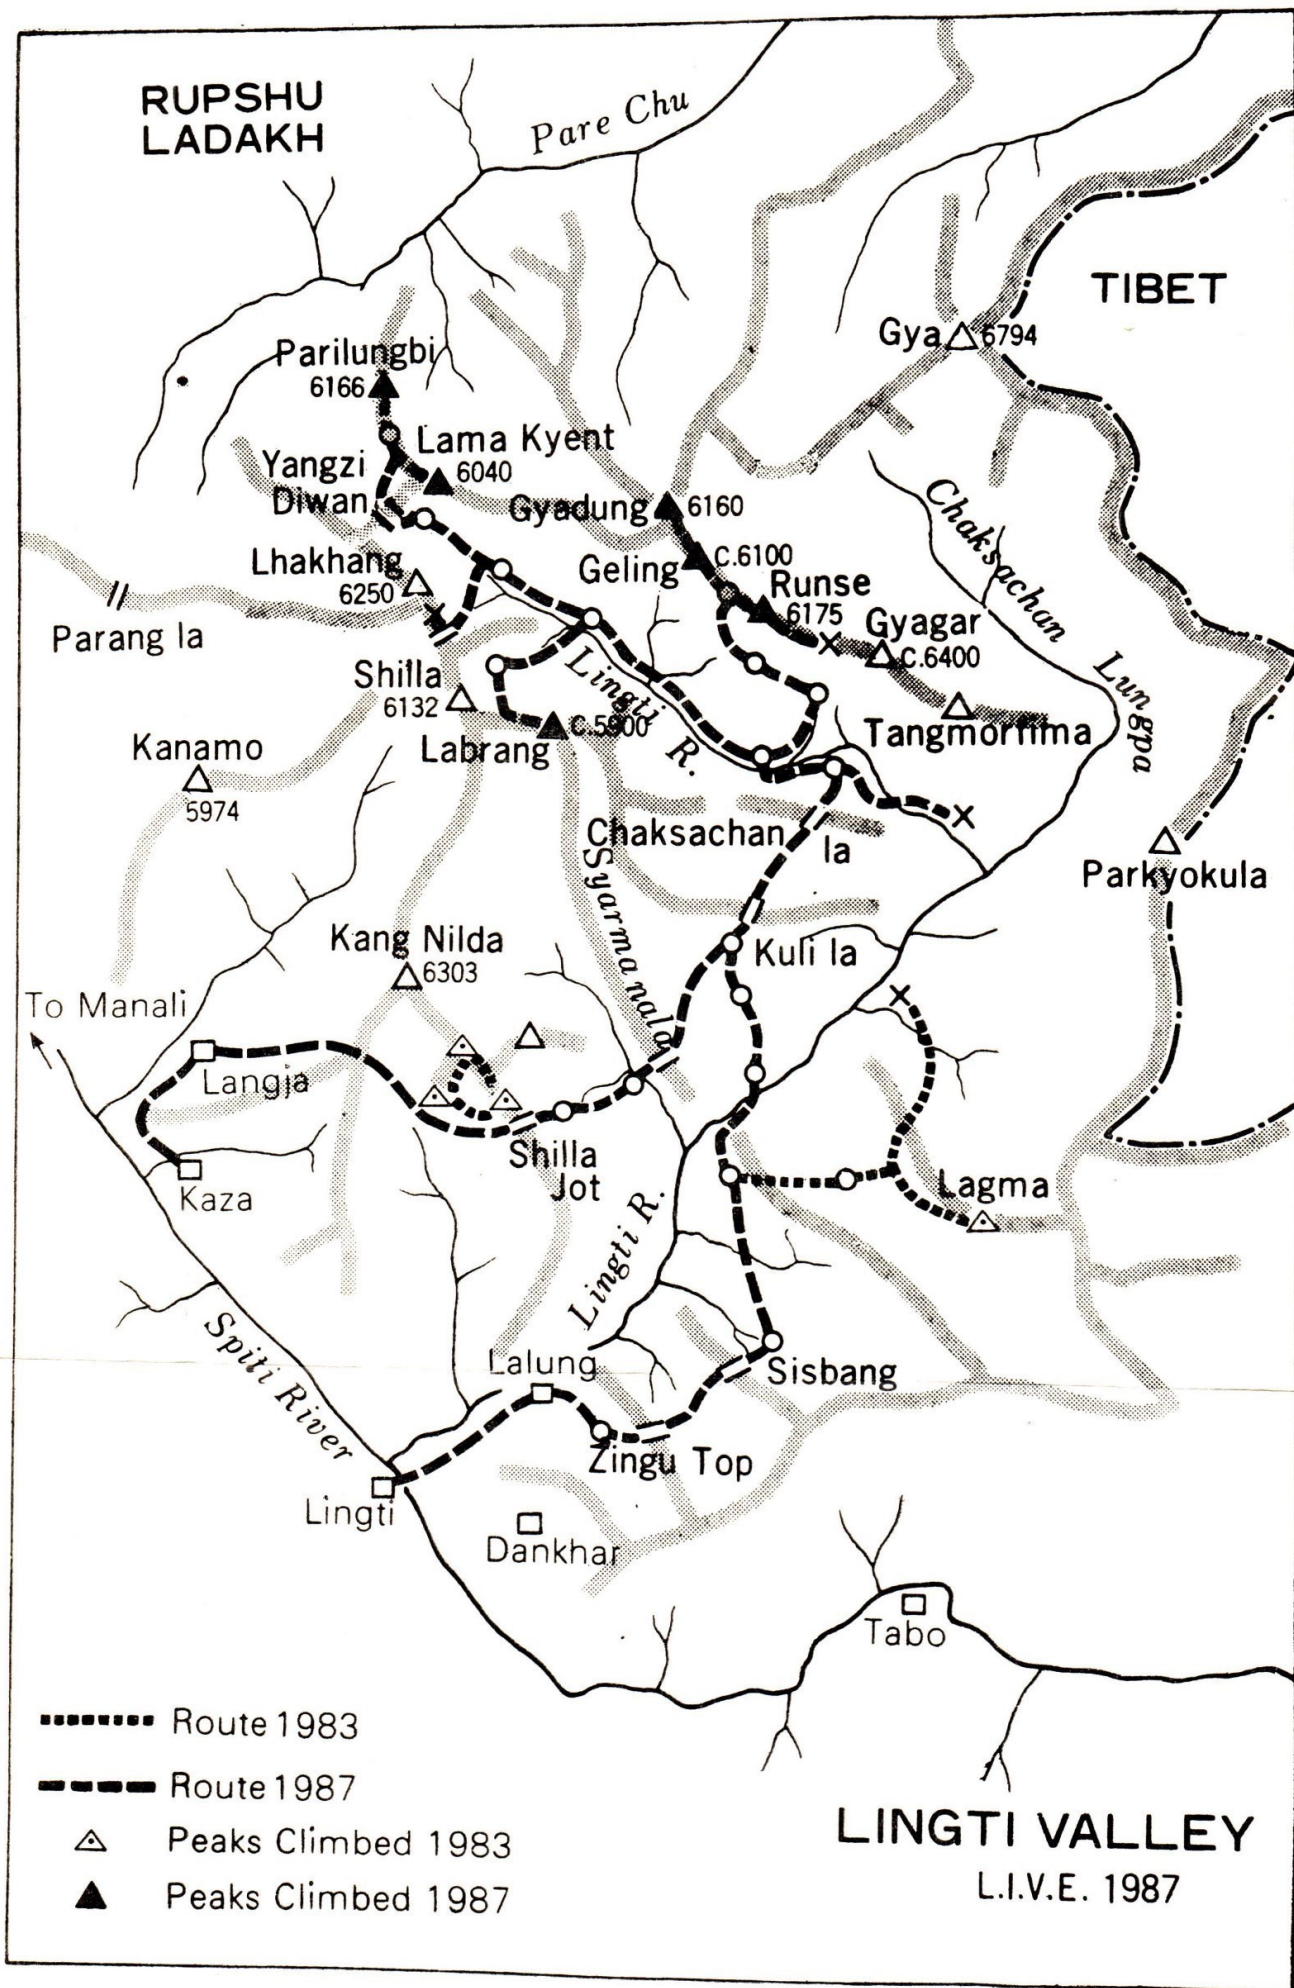 RUPSHU
LADAKH
Pare Chu
TIBET
Gya 6794
Parilungbi
6166
Lama Kyent
6040
Yangzi
Diwan
Gyadung 6160
Chaksachan
Lungpa
Lhakhang
6250
Geling C.6100
Runse
6175
Gyagar
C.6400
Parang la
Shilla
6132
Lingti
R.
Labrang C.5900
Tangmorfima
Kanamo
5974
Chaksachan
la
Parkyokula
Syarma nala
Kang Nilda
6303
Kuli la
To Manali
Langja
Shilla
Jot
Kaza
Lagma
Lingti R.
Spiti River
Lalung
Sisbang
Zingu Top
Lingti
Dankhar
Tabo
Route 1983
Route 1987
Peaks Climbed 1983
Peaks Climbed 1987
LINGTI VALLEY
L.I.V.E. 1987